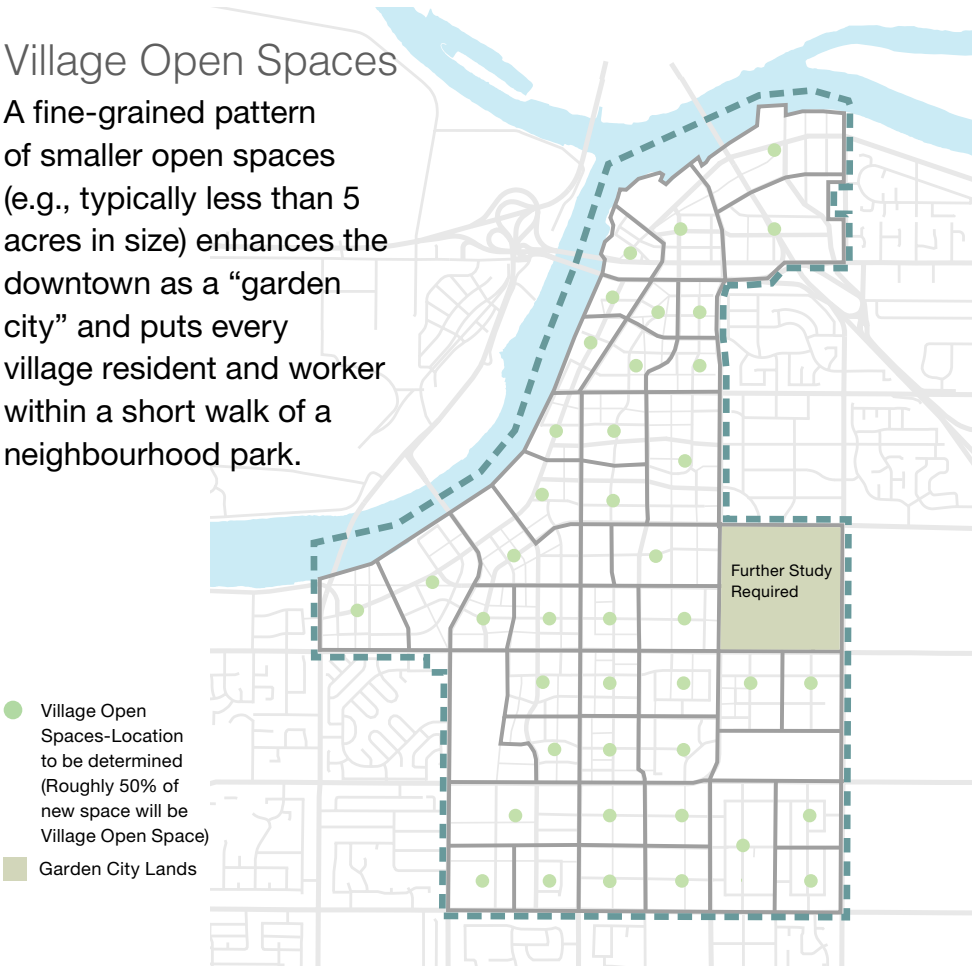 Village Open Spaces
A fine-grained pattern
of smaller open spaces
(e.g., typically less than 5
acres in size) enhances the
downtown as a “garden
city” and puts every
village resident and worker
within a short walk of a
neighbourhood park.
Further Study
Required
Village Open
Spaces-Location
to be determined
(Roughly 50% of
new space will be
Village Open Space)
Garden City Lands